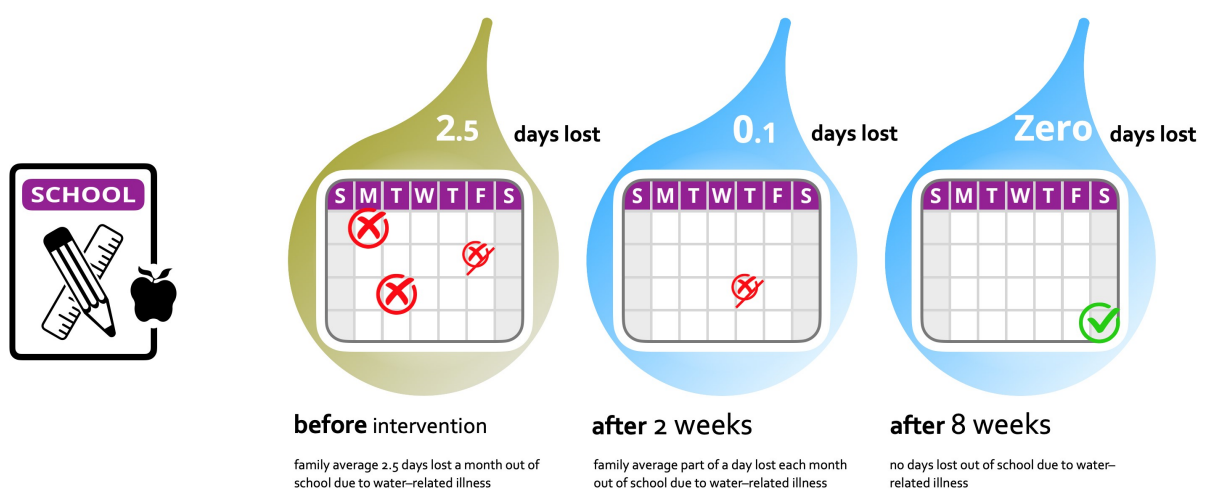 SCHOOL
2.5 days lost
S M T W T F S
before intervention
family average 2.5 days lost a month out of
school due to water–related illness
0.1 days lost
S M T W T F S
after 2 weeks
family average part of a day lost each month
out of school due to water–related illness
Zero days lost
S M T W T F S
after 8 weeks
no days lost out of school due to water–
related illness